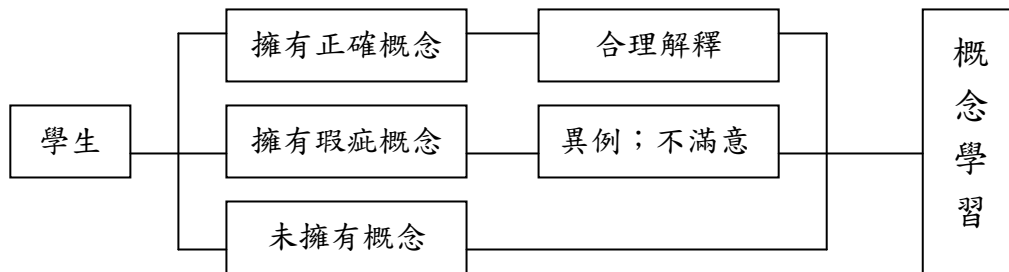 擁有正確概念
合理解釋
學生
擁有瑕疵概念
異例；不滿意
未擁有概念
概念學習